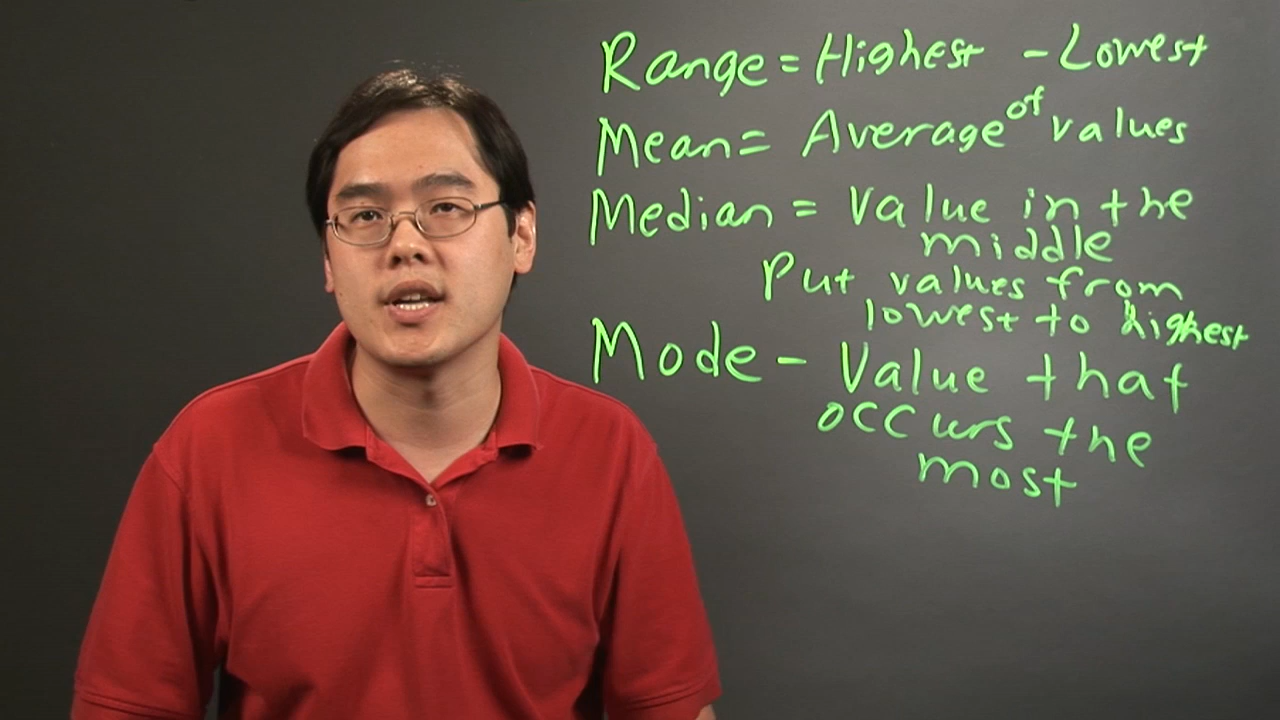 Range = Highest - Lowest
Mean = Average of values
Median = Value in the
middle
Put values from
lowest to highest
Mode - Value that
occurs the
most